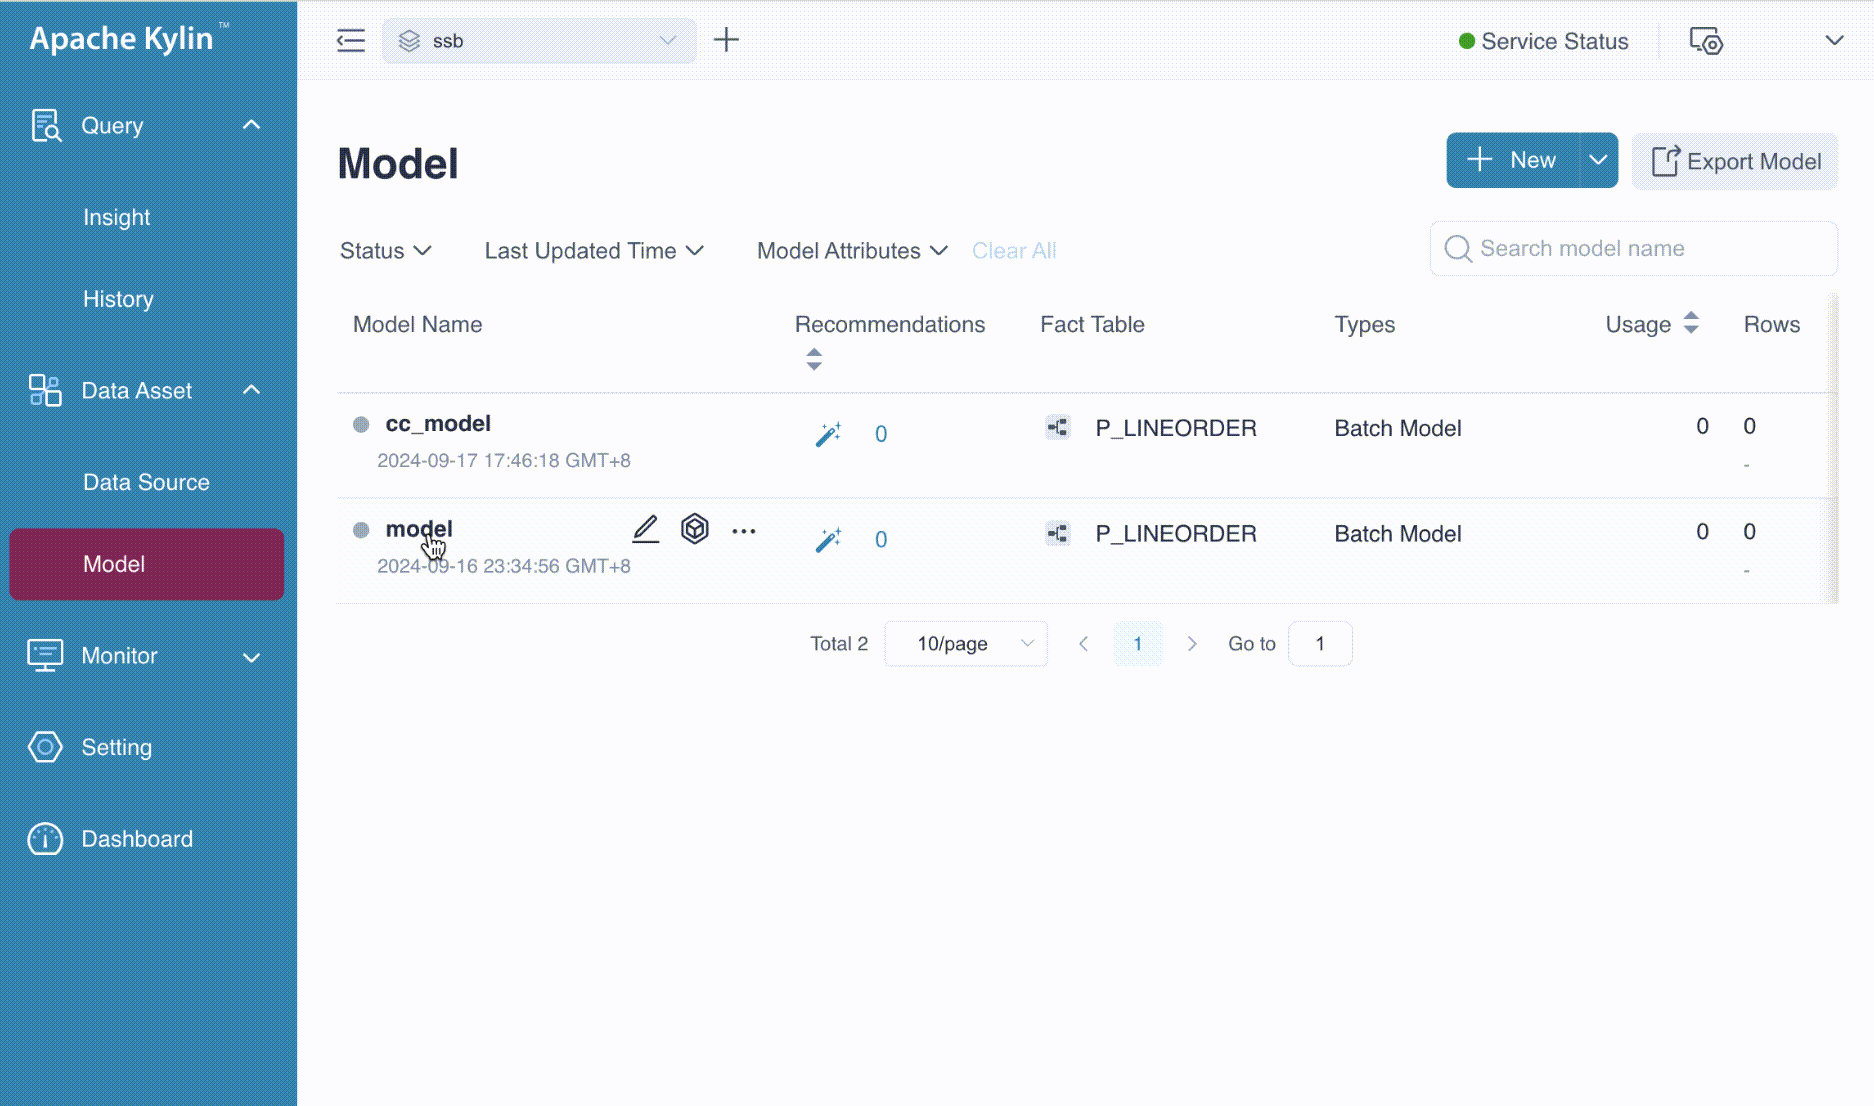 Apache Kylin™
ssb
Service Status
Query
Insight
History
Data Asset
Data Source
Model
Monitor
Setting
Dashboard
Model
New
Export Model
Status
Last Updated Time
Model Attributes
Clear All
Search model name
Model Name
Recommendations
Fact Table
Types
Usage
Rows
cc_model
2024-09-17 17:46:18 GMT+8
0
P_LINEORDER
Batch Model
0
0
-
model
2024-09-16 23:34:56 GMT+8
0
P_LINEORDER
Batch Model
0
0
-
Total 2
10/page
1
Go to
1